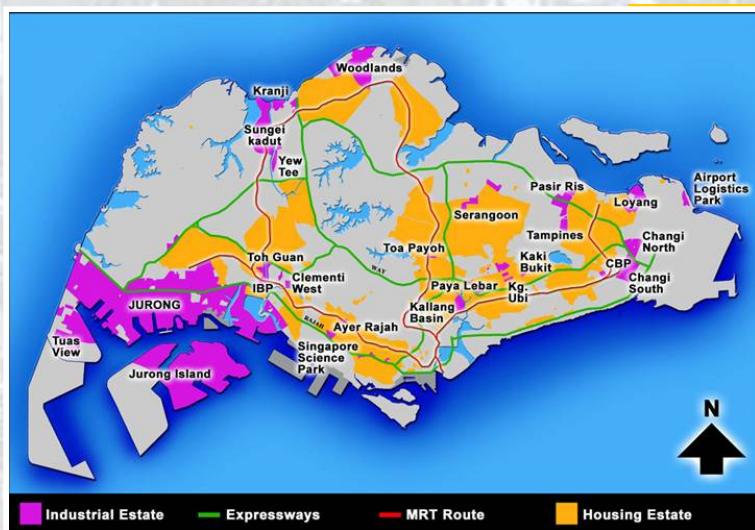 Woodlands
Kranji
Sungei
kadut
Yew
Tee
Pasir Ris
Loyang
Airport
Logistics
Park
Serangoon
Tampines
Changi
North
Toa Payoh
Kaki
Bukit
CBP
Changi
South
Toh Guan
IBP
Clementi
West
WAY
Paya Lebar
Kg.
Ubi
JURONG
Kallang
Basin
RAJAH
Ayer Rajah
Tuas
View
Singapore
Science
Park
Jurong Island
N
Industrial Estate
Expressways
MRT Route
Housing Estate